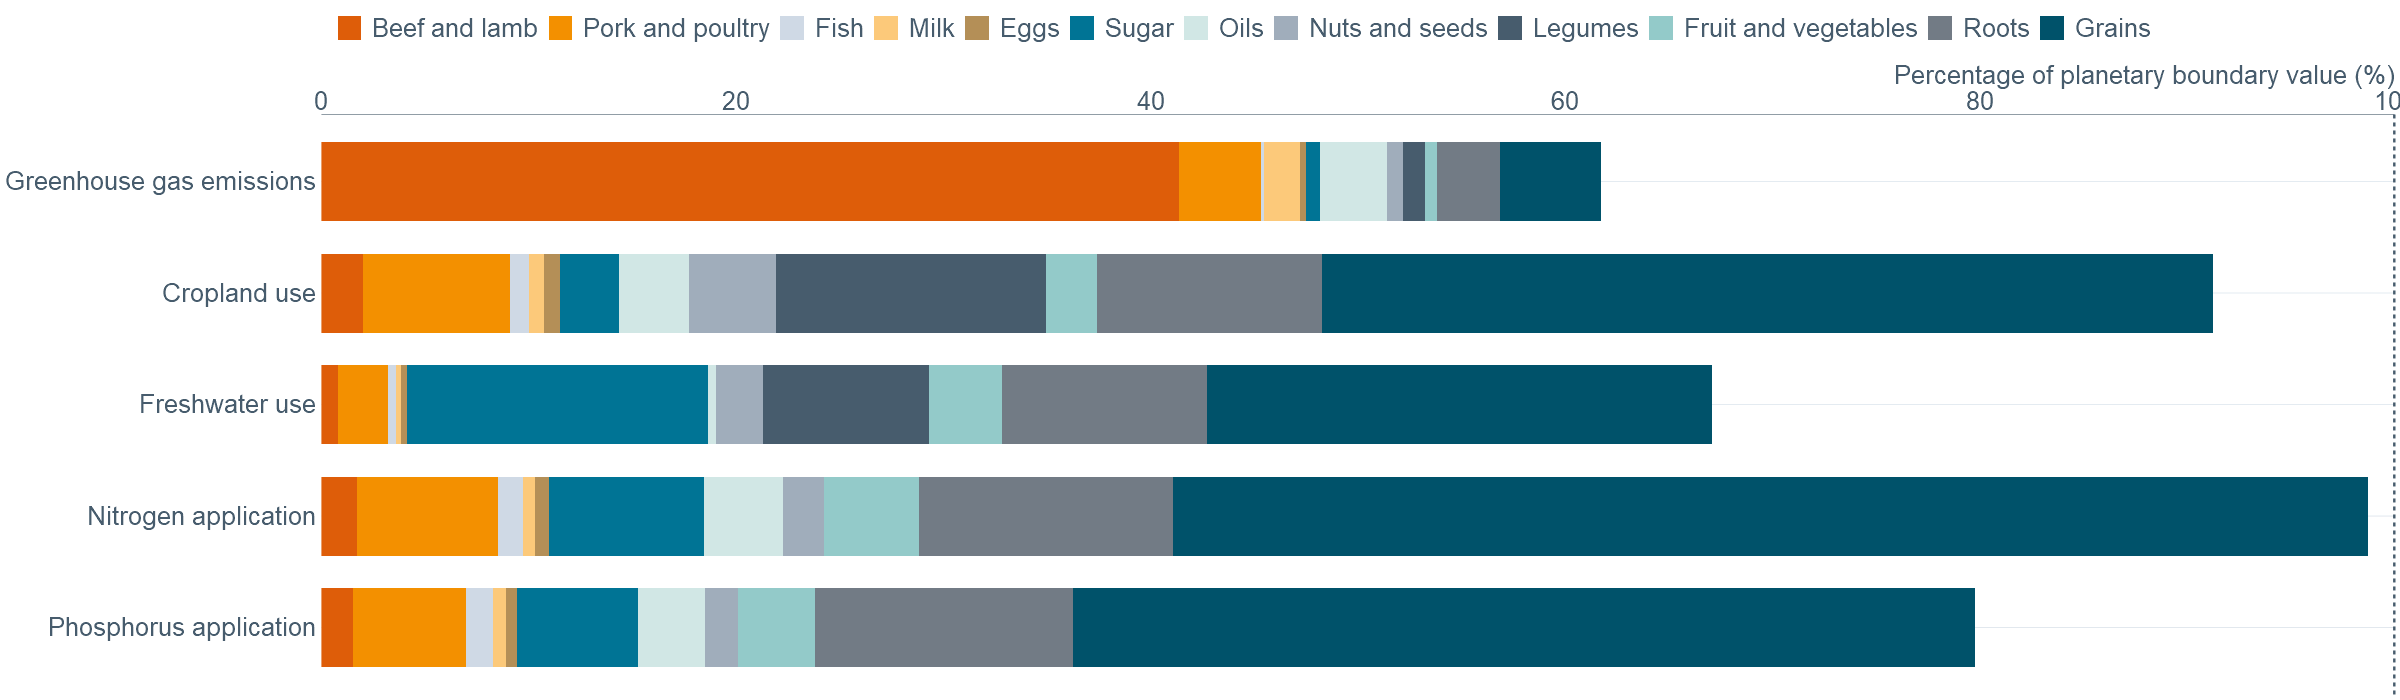 Beef and lamb Pork and poultry Fish Milk Eggs Sugar Oils Nuts and seeds Legumes Fruit and vegetables Roots Grains
Percentage of planetary boundary value (%)
0 20 40 60 80 10
Greenhouse gas emissions
Cropland use
Freshwater use
Nitrogen application
Phosphorus application